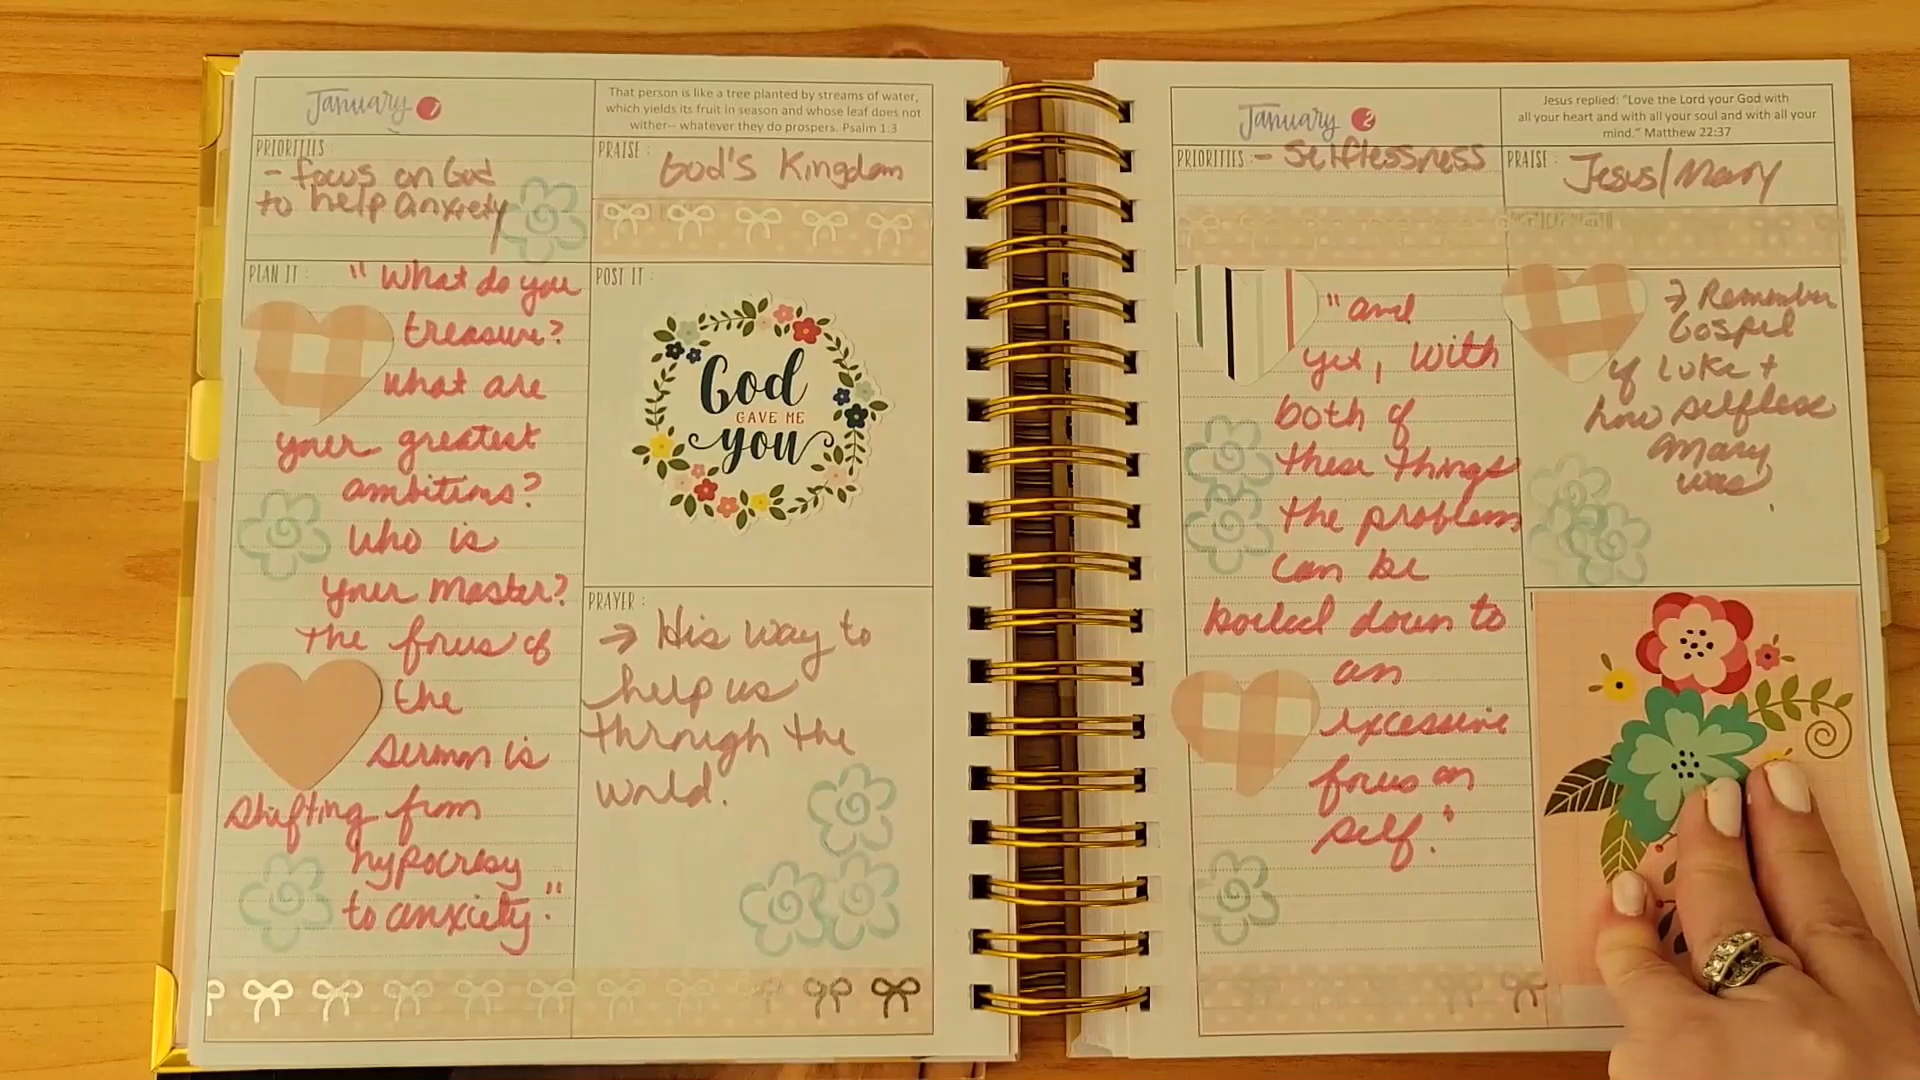 January 1
That person is like a tree planted by streams of water,
which yields its fruit in season and whose leaf does not
wither-- whatever they do prospers. Psalm 1:3
PRIORITIES:
- focus on God
to help anxiety
PRAISE:
God's Kingdom
PLAN IT:
"What do you
treasure?
what are
your greatest
ambitions?
Who is
your master?
The focus of
the
sermon is
shifting from
hypocrisy
to anxiety."
POST IT:
God
GAVE ME
you
PRAYER:
→ His way to
help us
through the
world.
January 2
Jesus replied: "Love the Lord your God with
all your heart and with all your soul and with all your
mind." Matthew 22:37
PRIORITIES:
- selflessness
PRAISE:
Jesus/Mary
"and
yet, with
both of
these things
the problem
can be
boiled down to
an
excessive
focus on
self."
→ Remember
Gospel
of Luke +
how selfless
Mary
was.